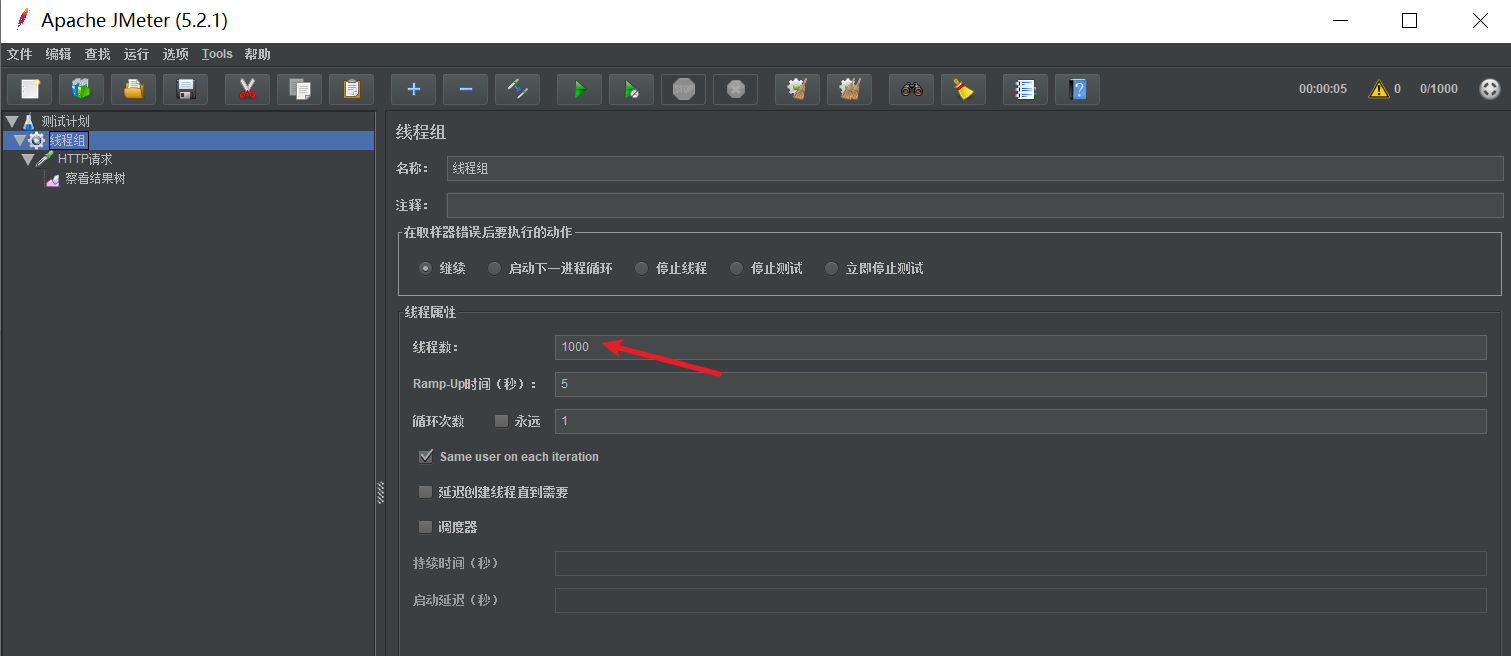 Apache JMeter (5.2.1)
文件 编辑 查找 运行 选项 Tools 帮助
STOP 00:00:05 0 0/1000
测试计划
线程组
HTTP请求
察看结果树
线程组
名称： 线程组
注释：
在取样器错误后要执行的动作
继续 启动下一进程循环 停止线程 停止测试 立即停止测试
线程属性
线程数： 1000
Ramp-Up时间（秒）： 5
循环次数 永远 1
Same user on each iteration
延迟创建线程直到需要
调度器
持续时间（秒）
启动延迟（秒）